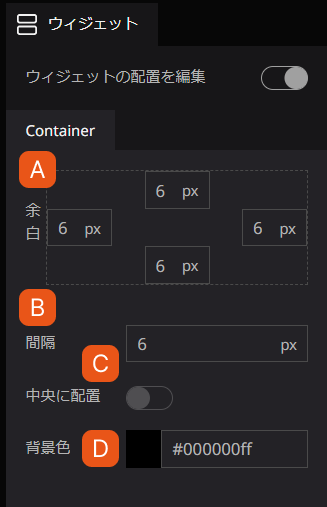 ウィジェット
ウィジェットの配置を編集
Container
A
6 px
余白
6 px
6 px
6 px
B
間隔
6 px
C
中央に配置
背景色
D
#000000ff